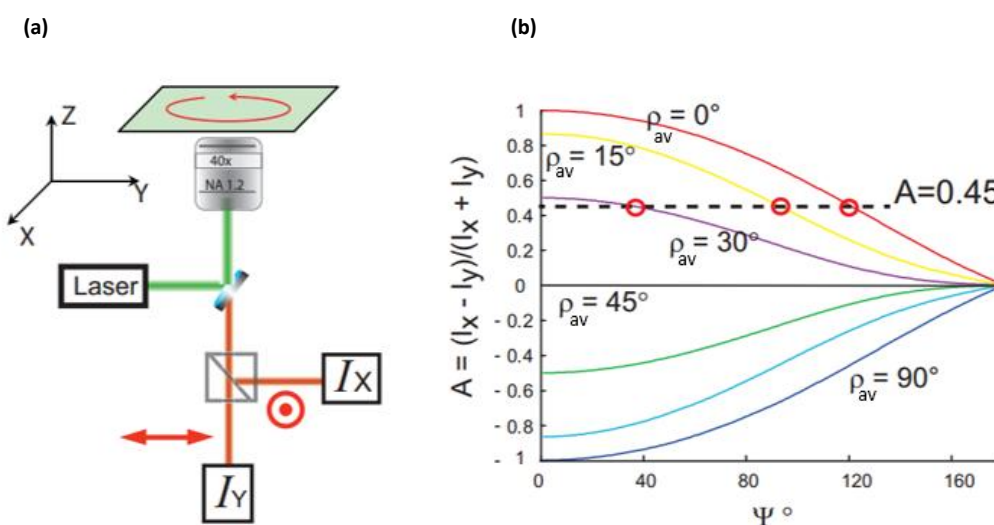 (a)
(b)
Z
Y
X
40x
NA 1.2
Laser
IX
IY
A = (Ix - Iy)/(Ix + Iy)
1
0.8
0.6
0.4
0.2
0
- 0.2
- 0.4
- 0.6
- 0.8
- 1
ρav = 0°
ρav = 15°
A=0.45
ρav = 30°
ρav = 45°
ρav = 90°
0
40
80
120
160
Ψ °